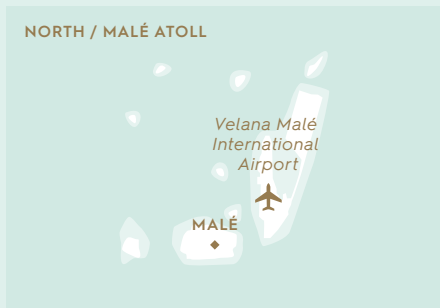 NORTH / MALÉ ATOLL
Velana Malé
International
Airport
MALÉ